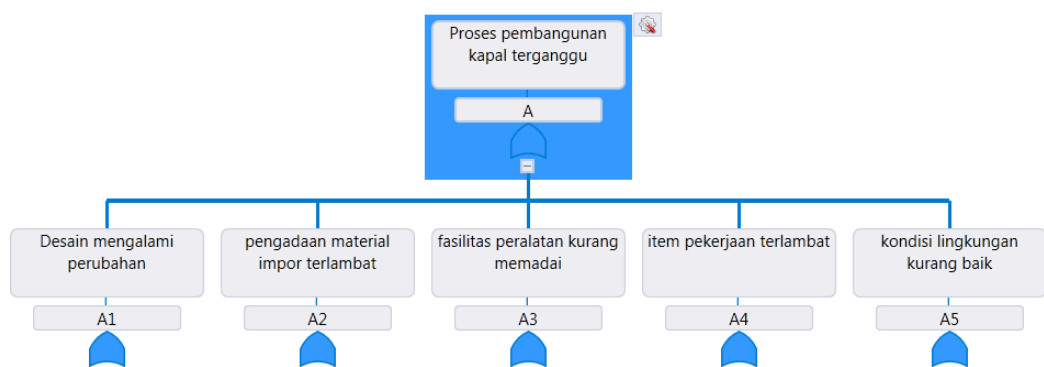 Proses pembangunan
kapal terganggu
A
Desain mengalami
perubahan
A1
pengadaan material
impor terlambat
A2
fasilitas peralatan kurang
memadai
A3
item pekerjaan terlambat
A4
kondisi lingkungan
kurang baik
A5